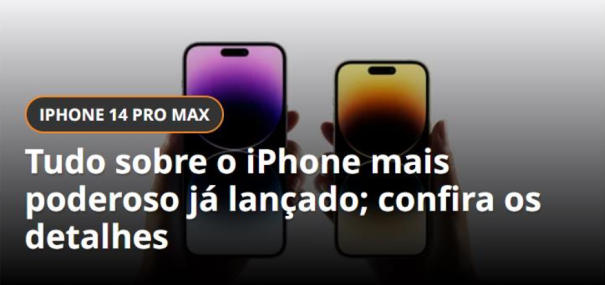 IPHONE 14 PRO MAX
Tudo sobre o iPhone mais
poderoso já lançado; confira os
detalhes